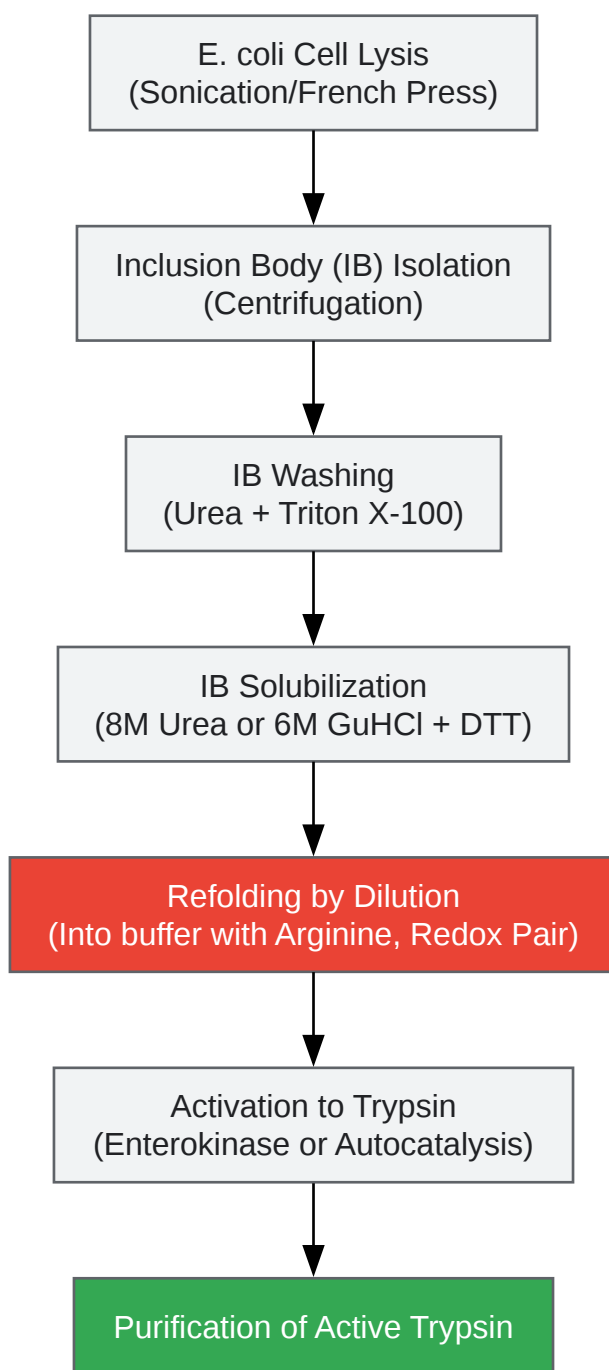 E. coli Cell Lysis
(Sonication/French Press)
Inclusion Body (IB) Isolation
(Centrifugation)
IB Washing
(Urea + Triton X-100)
IB Solubilization
(8M Urea or 6M GuHCl + DTT)
Refolding by Dilution
(Into buffer with Arginine, Redox Pair)
Activation to Trypsin
(Enterokinase or Autocatalysis)
Purification of Active Trypsin